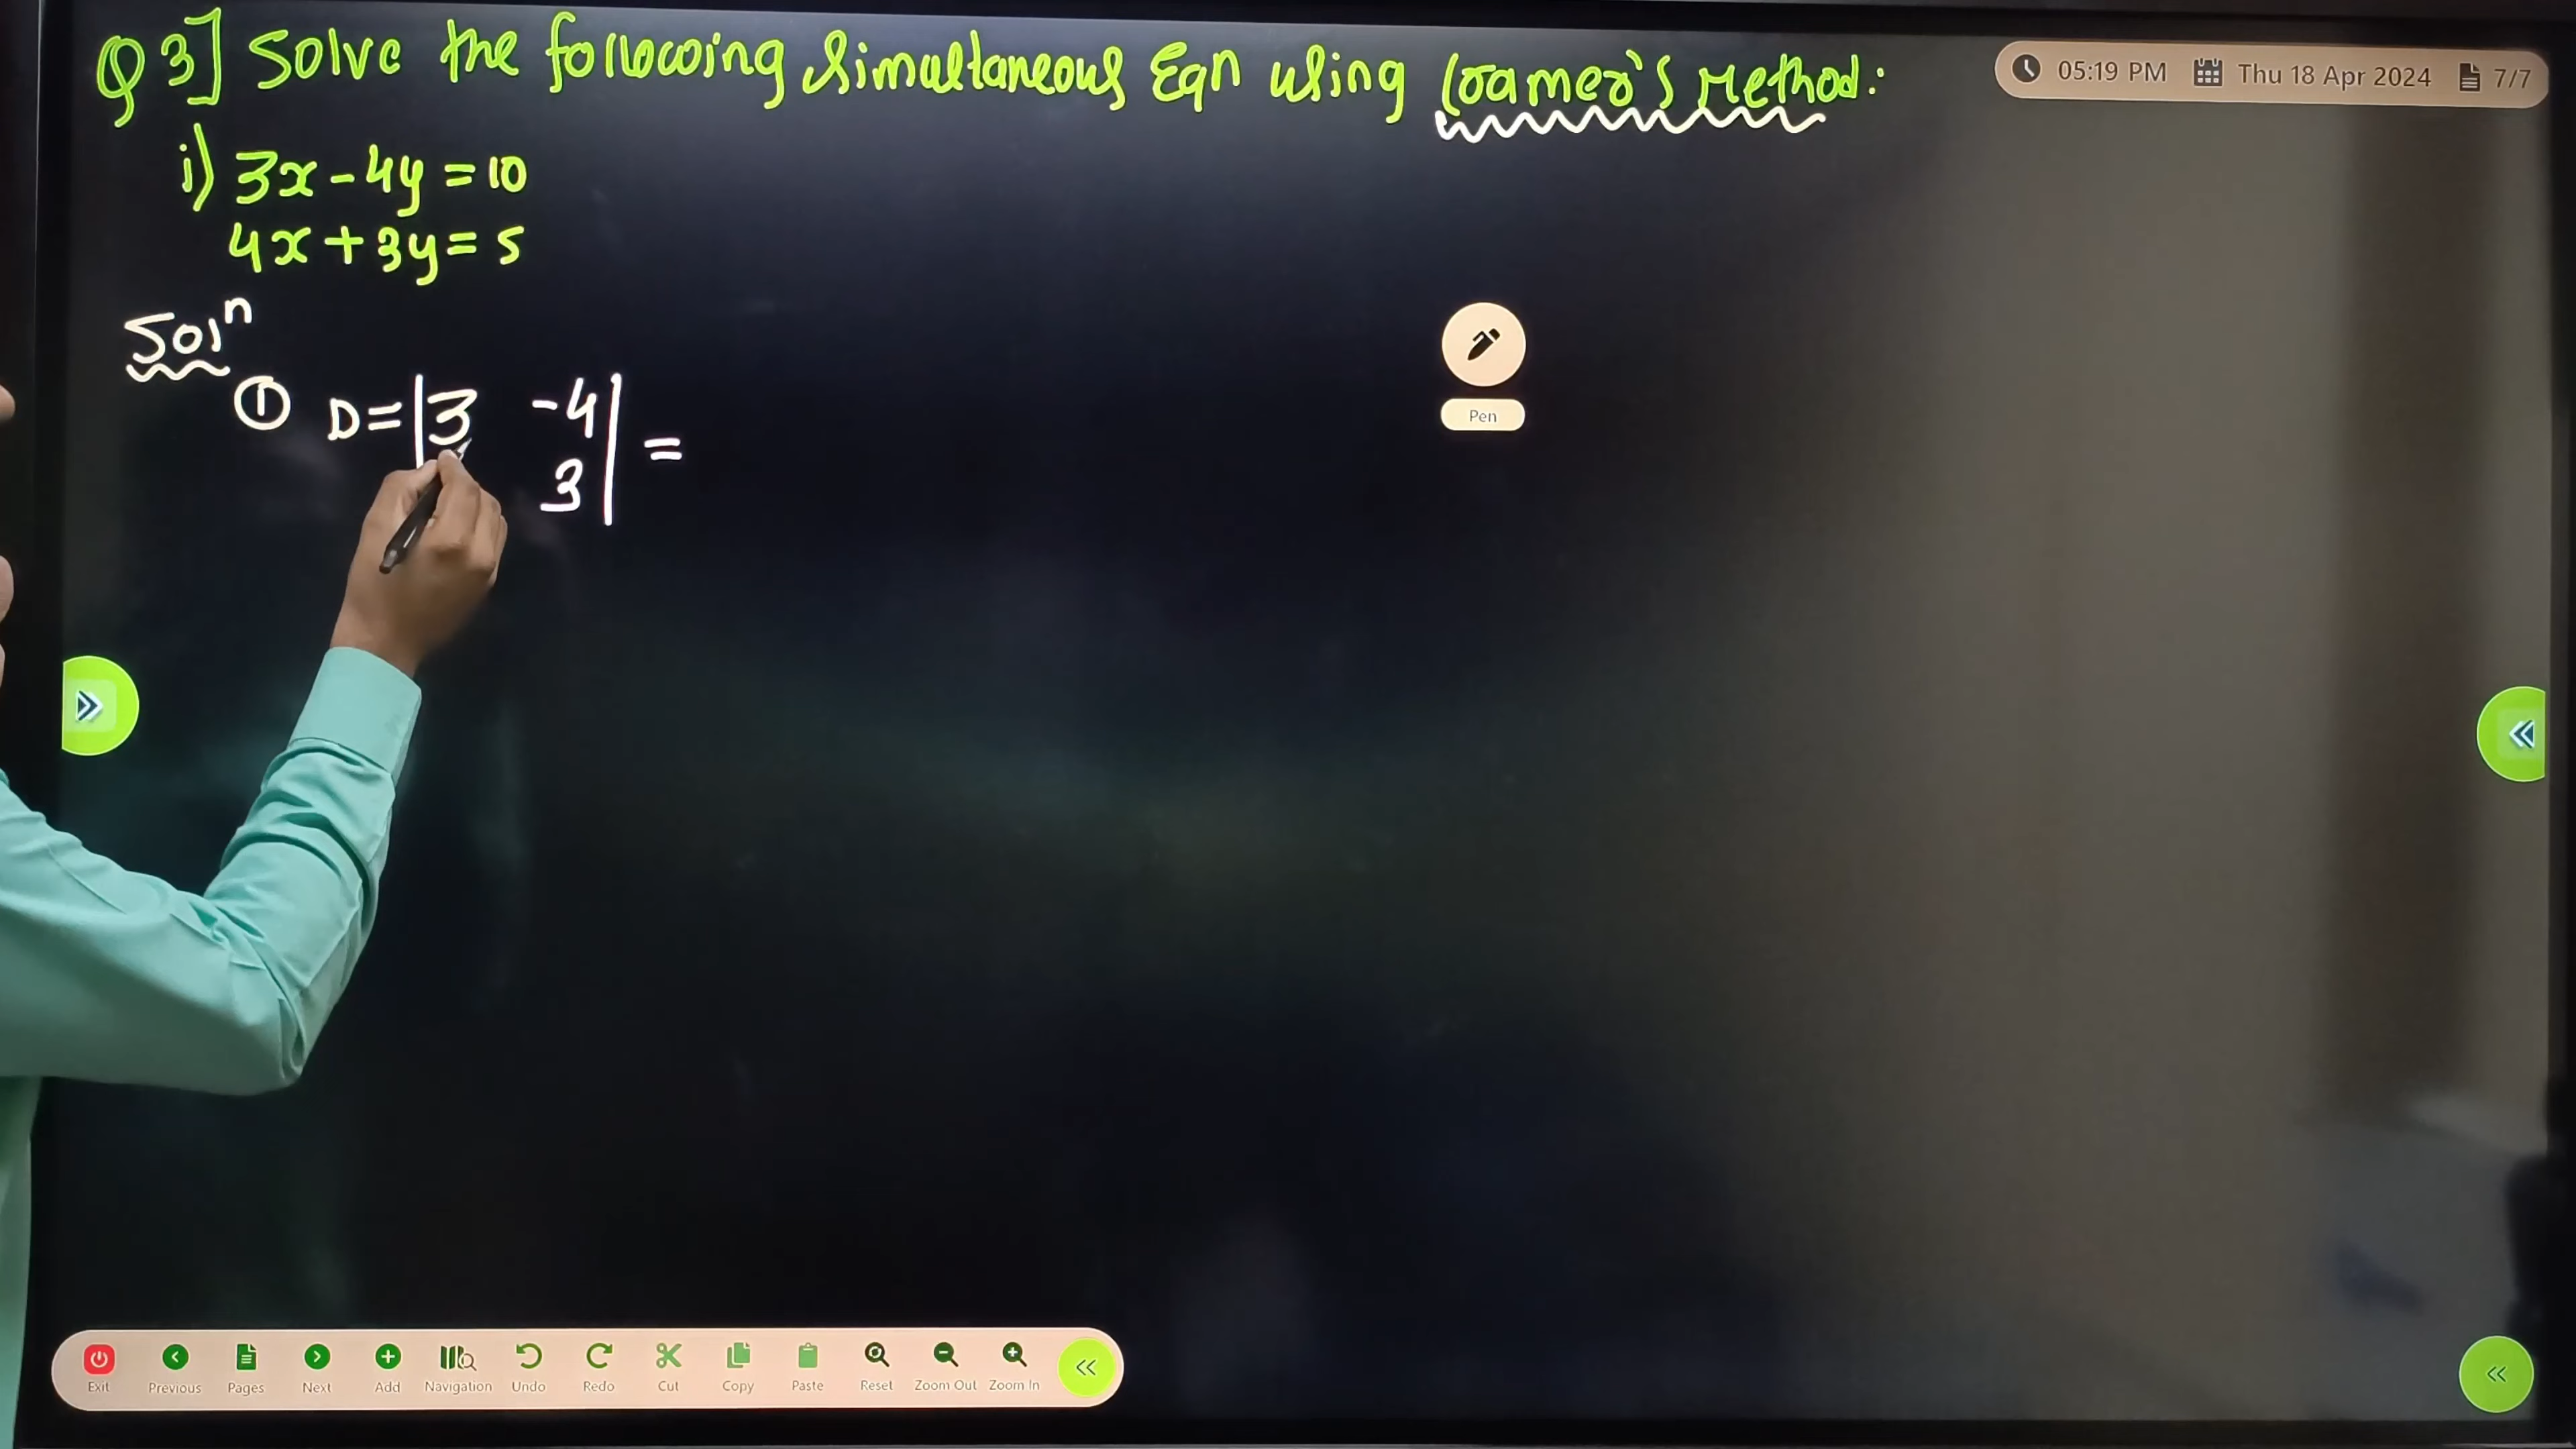 Q3] Solve the following Simultaneous Eqn using Cramer's Method:
05:19 PM Thu 18 Apr 2024 7/7
i) 3x - 4y = 10
4x + 3y = 5
Solⁿ
① D = |3 -4| =
3
Pen
Exit Previous Pages Next Add Navigation Undo Redo Cut Copy Paste Reset Zoom Out Zoom In